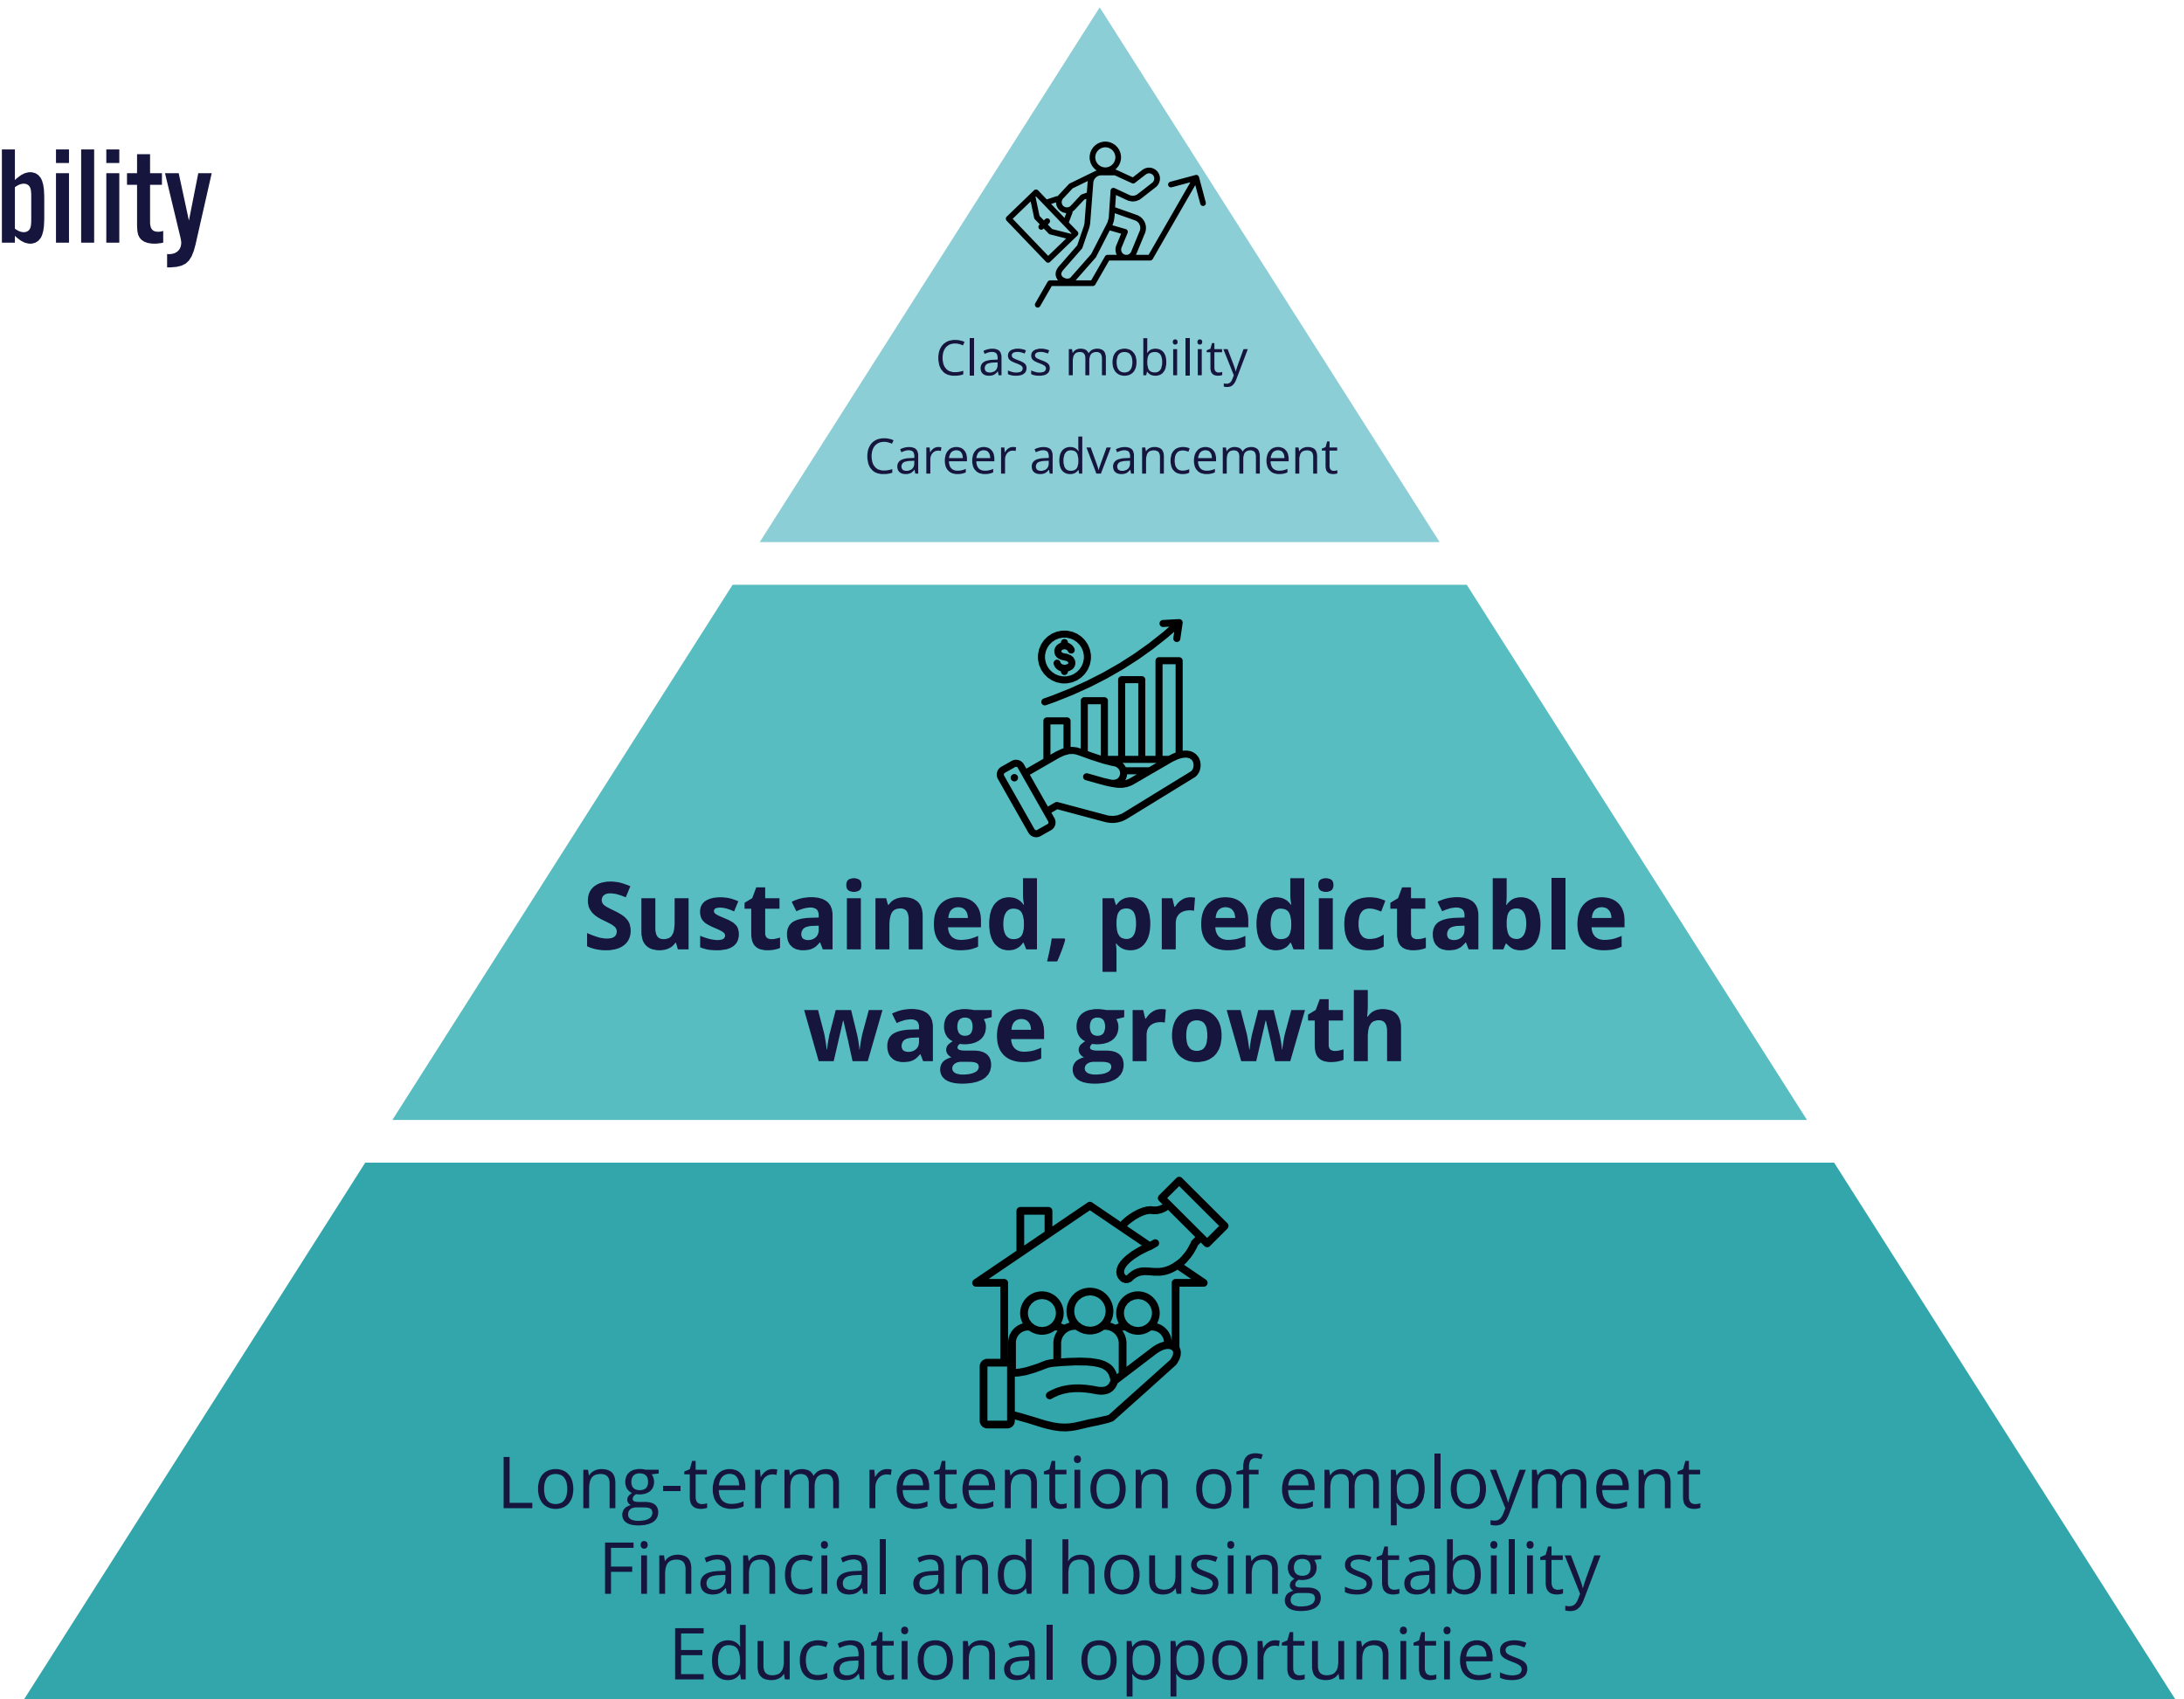 bility
Class mobility
Career advancement
Sustained, predictable
wage growth
Long-term retention of employment
Financial and housing stability
Educational opportunities